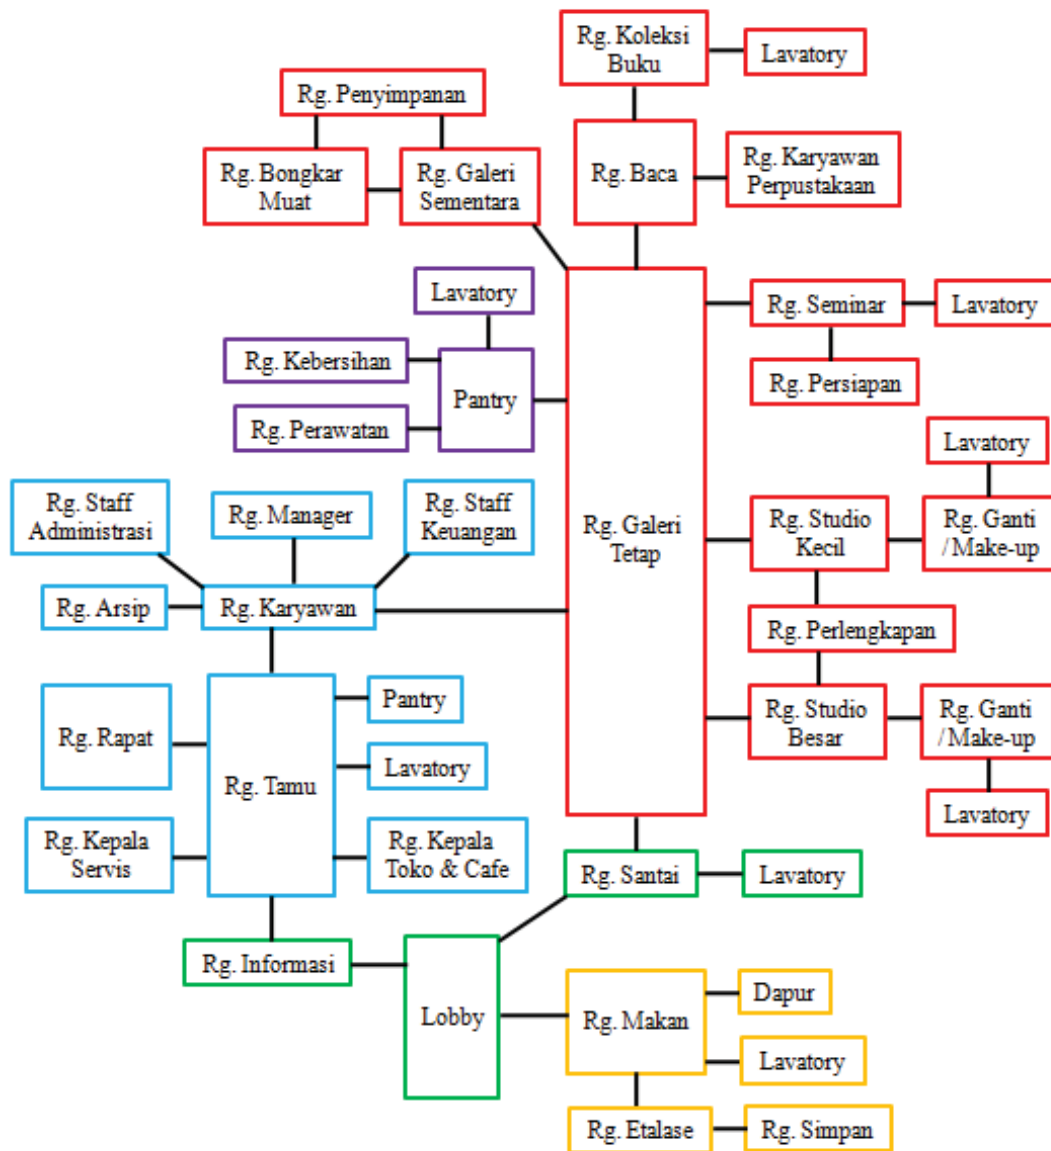 Rg. Koleksi
Buku
Lavatory
Rg. Penyimpanan
Rg. Bongkar
Muat
Rg. Galeri
Sementara
Rg. Baca
Rg. Karyawan
Perpustakaan
Lavatory
Rg. Seminar
Lavatory
Rg. Kebersihan
Pantry
Rg. Persiapan
Rg. Perawatan
Lavatory
Rg. Staff
Administrasi
Rg. Manager
Rg. Staff
Keuangan
Rg. Galeri
Tetap
Rg. Studio
Kecil
Rg. Ganti
/ Make-up
Rg. Arsip
Rg. Karyawan
Rg. Perlengkapan
Rg. Rapat
Rg. Tamu
Pantry
Lavatory
Rg. Studio
Besar
Rg. Ganti
/ Make-up
Lavatory
Rg. Kepala
Servis
Rg. Kepala
Toko & Cafe
Rg. Santai
Lavatory
Rg. Informasi
Lobby
Rg. Makan
Dapur
Lavatory
Rg. Etalase
Rg. Simpan